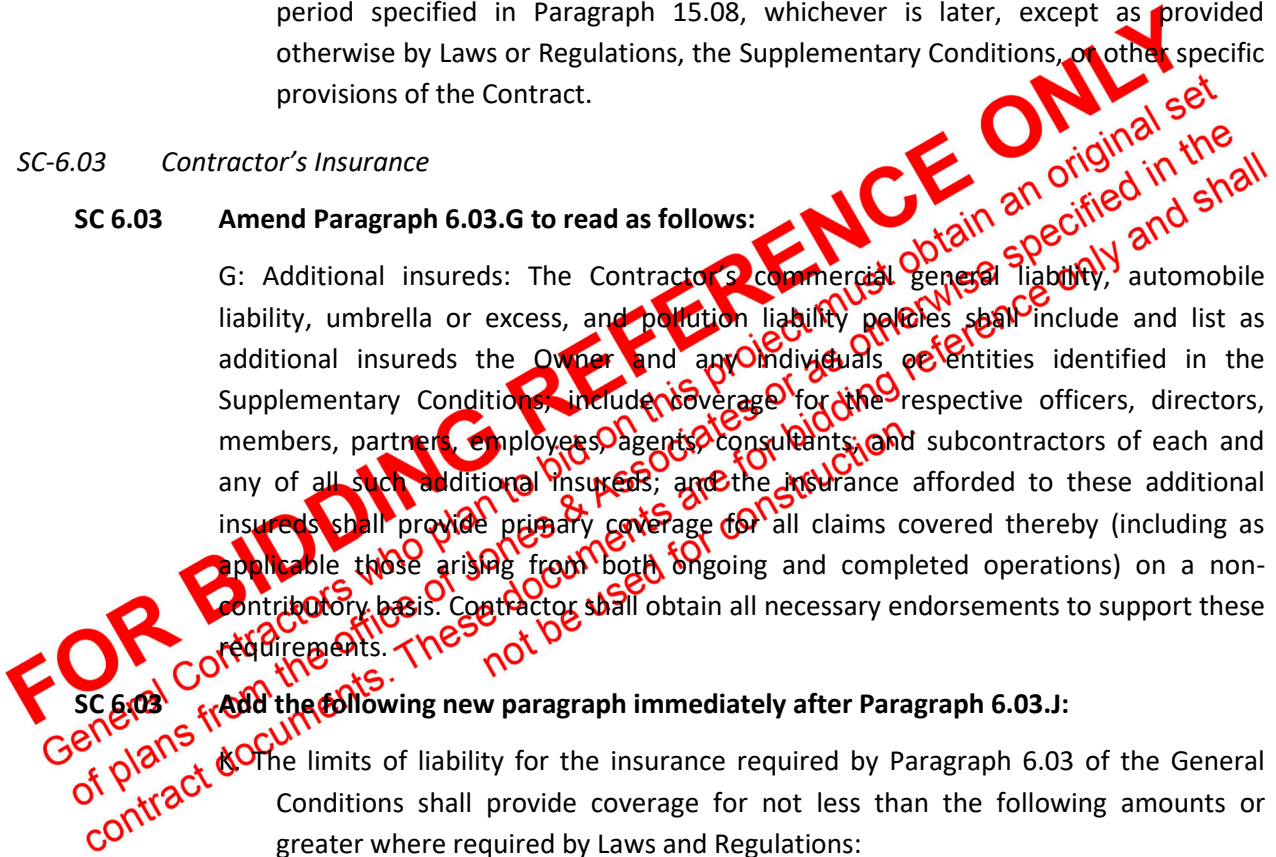 period specified in Paragraph 15.08, whichever is later, except as provided
otherwise by Laws or Regulations, the Supplementary Conditions, or other specific
provisions of the Contract.
SC-6.03 Contractor's Insurance
SC 6.03 Amend Paragraph 6.03.G to read as follows:
G: Additional insureds: The Contractor's commercial general liability, automobile
liability, umbrella or excess, and pollution liability policies shall include and list as
additional insureds the Owner and any individuals or entities identified in the
Supplementary Conditions; include coverage for the respective officers, directors,
members, partners, employees, agents, consultants, and subcontractors of each and
any of all such additional insureds; and the insurance afforded to these additional
insureds shall provide primary coverage for all claims covered thereby (including as
applicable those arising from both ongoing and completed operations) on a non-
contributory basis. Contractor shall obtain all necessary endorsements to support these
requirements.
SC 6.03 Add the following new paragraph immediately after Paragraph 6.03.J:
K. The limits of liability for the insurance required by Paragraph 6.03 of the General
Conditions shall provide coverage for not less than the following amounts or
greater where required by Laws and Regulations:
FOR BIDDING REFERENCE ONLY
General Contractors who plan to bid on this project must obtain an original set
of plans from the office of Jones & Associates or as otherwise specified in the
contract documents. These documents are for bidding reference only and shall
not be used for construction.